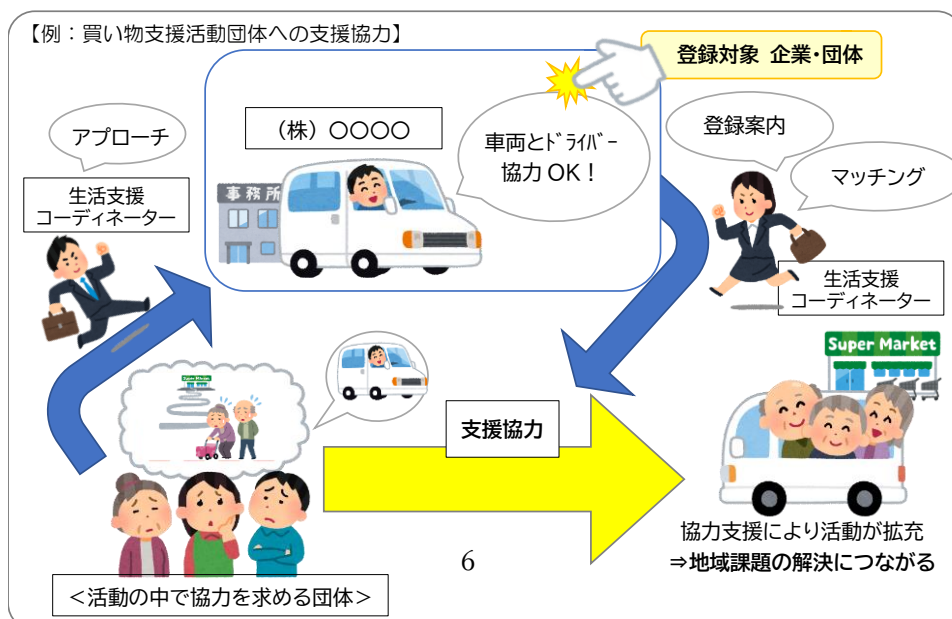 【例：買い物支援活動団体への支援協力】
登録対象 企業・団体
アプローチ
（株）〇〇〇〇
車両とﾄﾞﾗｲﾊﾞｰ
協力 OK！
登録案内
マッチング
生活支援
コーディネーター
事務所
生活支援
コーディネーター
Super Market
支援協力
協力支援により活動が拡充
⇒地域課題の解決につながる
6
＜活動の中で協力を求める団体＞